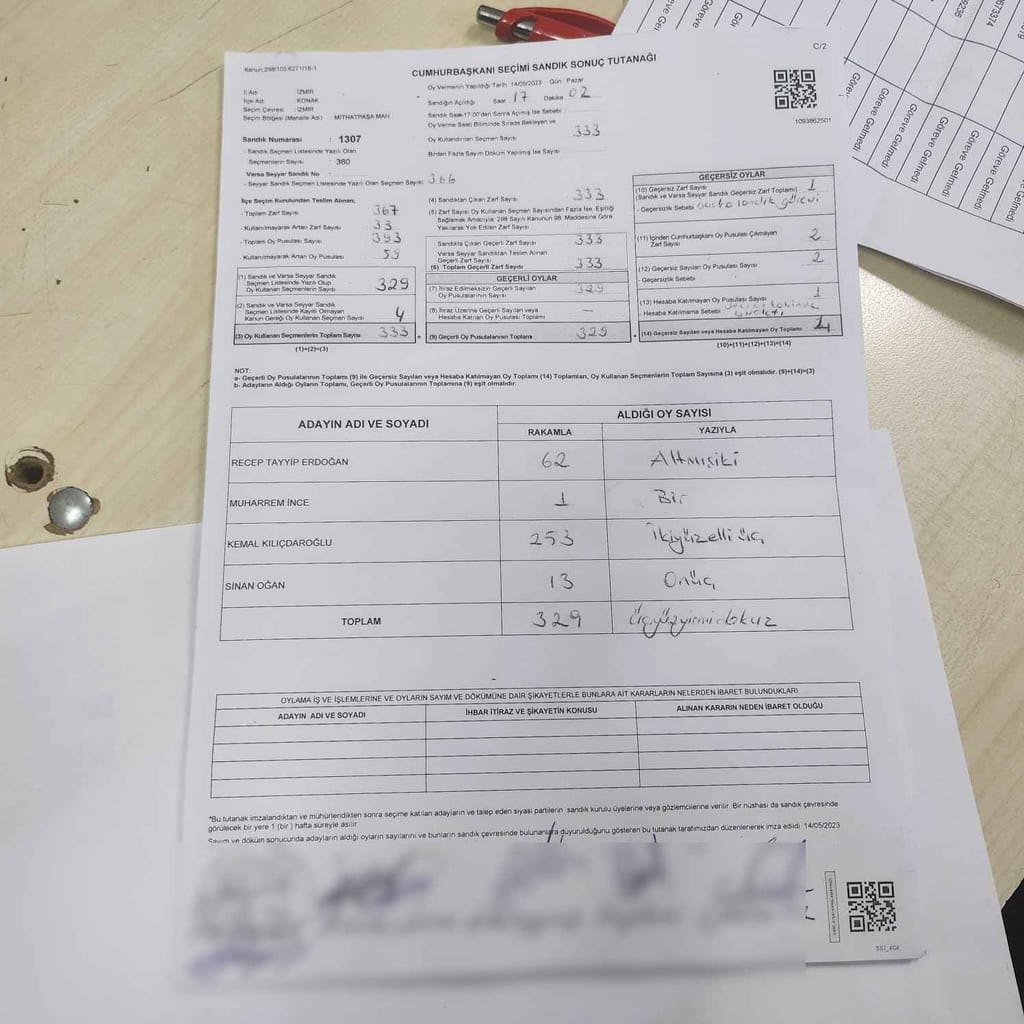 Kanun:298/105.6271/18-1
CUMHURBAŞKANI SEÇİMİ SANDIK SONUÇ TUTANAĞI
C/2
İl Adı : İZMİR
İlçe Adı : KONAK
Seçim Çevresi : İZMİR
Seçim Bölgesi (Mahalle Adı) : MİTHATPAŞA MAH.
Sandık Numarası : 1307
- Sandık Seçmen Listesinde Yazılı Olan
Seçmenlerin Sayısı : 360
Varsa Seyyar Sandık No :
- Seyyar Sandık Seçmen Listesinde Yazılı Olan Seçmen Sayısı: 366
Oy Vermenin Yapıldığı Tarih: 14/05/2023 Gün : Pazar
Sandığın Açıldığı Saat 17 Dakika 02
Sandık Saat 17:00'den Sonra Açılmış İse Sebebi
Oy Verme Saati Bitiminde Sırada Bekleyen ve
Oy Kullandırılan Seçmen Sayısı 333
Birden Fazla Sayım Döküm Yapılmış İse Sayısı
1093862501
İlçe Seçim Kurulundan Teslim Alınan;
- Toplam Zarf Sayısı 367
- Kullanılmayarak Artan Zarf Sayısı 33
- Toplam Oy Pusulası Sayısı 393
- Kullanılmayarak Artan Oy Pusulası 59
(1) Sandık ve Varsa Seyyar Sandık
Seçmen Listesinde Yazılı Olup
Oy Kullanan Seçmenlerin Sayısı 329
(2) Sandık ve Varsa Seyyar Sandık
Seçmen Listesinde Kayıtlı Olmayan
Kanun Gereği Oy Kullanan Seçmen Sayısı 4
(3) Oy Kullanan Seçmenlerin Toplam Sayısı 333
(1)+(2)=(3)
(4) Sandıktan Çıkan Zarf Sayısı 333
(5) Zarf Sayısı Oy Kullanan Seçmen Sayısından Fazla İse, Eşitliği
Sağlamak Amacıyla; 298 Sayılı Kanunun 98. Maddesine Göre
Yakılarak Yok Edilen Zarf Sayısı
Sandıkta Çıkan Geçerli Zarf Sayısı 333
Varsa Seyyar Sandıktan Teslim Alınan
Geçerli Zarf Sayısı
(6) Toplam Geçerli Zarf Sayısı 333
GEÇERLİ OYLAR
(7) İtiraz Edilmeksizin Geçerli Sayılan
Oy Pusulalarının Sayısı 329
(8) İtiraz Üzerine Geçerli Sayılan veya
Hesaba Katılan Oy Pusulası Toplamı —
(9) Geçerli Oy Pusulalarının Toplamı 329
GEÇERSİZ OYLAR
(10) Geçersiz Zarf Sayısı 1
(Sandık ve Varsa Seyyar Sandık Geçersiz Zarf Toplamı)
- Geçersizlik Sebebi başka sandık görevi
(11) İçinden Cumhurbaşkanı Oy Pusulası Çıkmayan
Zarf Sayısı 2
(12) Geçersiz Sayılan Oy Pusulası Sayısı 2
- Geçersizlik Sebebi
(13) Hesaba Katılmayan Oy Pusulası Sayısı 1
- Hesaba Katılmama Sebebi
(14) Geçersiz Sayılan veya Hesaba Katılmayan Oy Toplamı
(10)+(11)+(12)+(13)=(14)
NOT:
a- Geçerli Oy Pusulalarının Toplamı (9) ile Geçersiz Sayılan veya Hesaba Katılmayan Oy Toplamı (14) Toplamları, Oy Kullanan Seçmenlerin Toplam Sayısına (3) eşit olmalıdır. (9)+(14)=(3)
b- Adayların Aldığı Oyların Toplamı, Geçerli Oy Pusulalarının Toplamına (9) eşit olmalıdır.
ADAYIN ADI VE SOYADI
ALDIĞI OY SAYISI
RAKAMLA YAZIYLA
RECEP TAYYİP ERDOĞAN 62 Altmışiki
MUHARREM İNCE 1 Bir
KEMAL KILIÇDAROĞLU 253 İkiyüzelli üç
SİNAN OĞAN 13 Onüç
TOPLAM 329 üçyüzyirmidokuz
OYLAMA İŞ VE İŞLEMLERİNE VE OYLARIN SAYIM VE DÖKÜMÜNE DAİR ŞİKAYETLERLE BUNLARA AİT KARARLARIN NELERDEN İBARET BULUNDUKLARI
ADAYIN ADI VE SOYADI İHBAR İTİRAZ VE ŞİKAYETİN KONUSU ALINAN KARARIN NEDEN İBARET OLDUĞU
*Bu tutanak imzalandıktan ve mühürlendikten sonra seçime katılan adayların ve talep eden siyasi partilerin sandık kurulu üyelerine veya gözlemcilerine verilir. Bir nüshası da sandık çevresinde
görülecek bir yere 1 (bir) hafta süreyle asılır.
Sayım ve döküm sonucunda adayların aldığı oyların sayılarını ve bunların sandık çevresinde bulunanlara duyurulduğunu gösteren bu tutanak tarafımızdan düzenlenerek imza edildi. 14/05/2023
SS1_404
Göreve Gelmedi
Göreve Gelmedi
Göreve Gelmedi
Göreve Gelmedi
Göreve Gelmedi